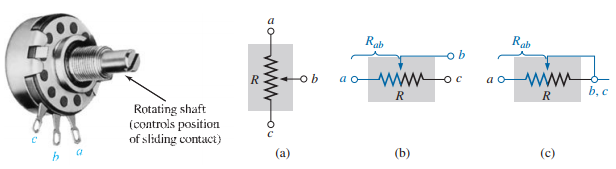 c
b
a
Rotating shaft
(controls position
of sliding contact)
a
R
b
c
(a)
Rab
b
a
c
R
(b)
Rab
a
b, c
R
(c)